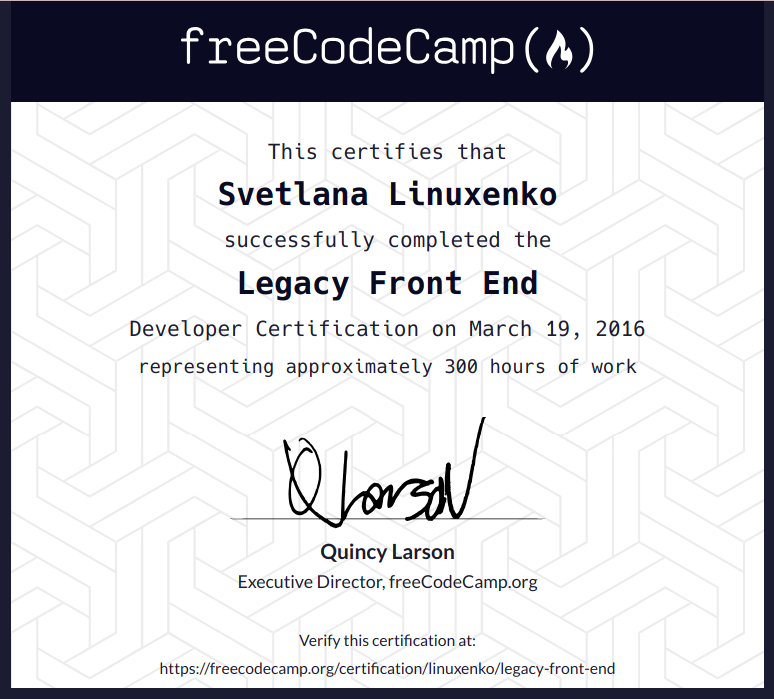 freeCodeCamp(🔥)
This certifies that
Svetlana Linuxenko
successfully completed the
Legacy Front End
Developer Certification on March 19, 2016
representing approximately 300 hours of work
Q Larson
Quincy Larson
Executive Director, freeCodeCamp.org
Verify this certification at:
https://freecodecamp.org/certification/linuxenko/legacy-front-end